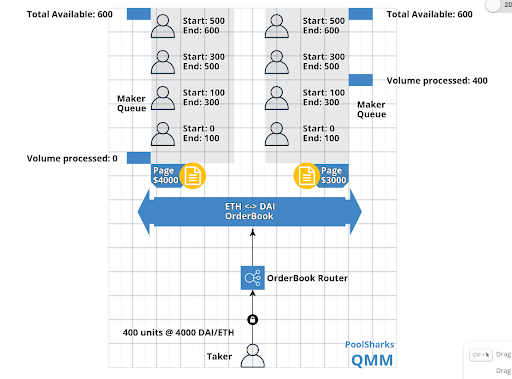 Total Available: 600
Start: 500
End: 600
Start: 500
End: 600
Total Available: 600
2D
Start: 300
End: 500
Start: 300
End: 500
Volume processed: 400
Maker
Queue
Start: 100
End: 300
Start: 100
End: 300
Maker
Queue
Start: 0
End: 100
Start: 0
End: 100
Volume processed: 0
Page
$4000
Page
$3000
ETH <-> DAI
OrderBook
OrderBook Router
400 units @ 4000 DAI/ETH
Taker
PoolSharks
QMM
Drag
Drag